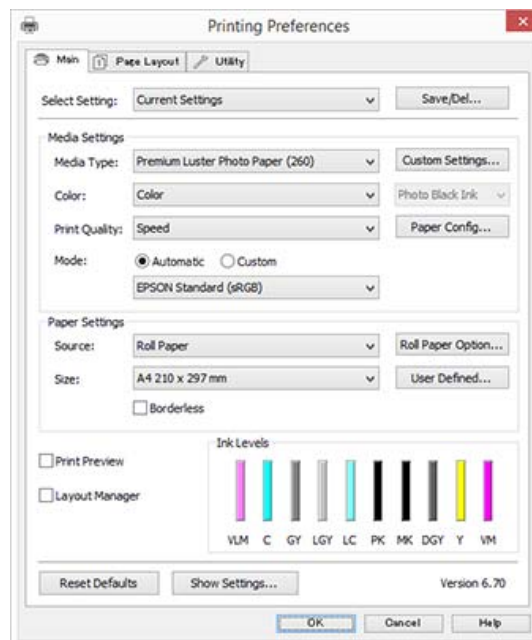 Printing Preferences
Main Page Layout Utility
Select Setting: Current Settings Save/Del...
Media Settings
Media Type: Premium Luster Photo Paper (260) Custom Settings...
Color: Color Photo Black Ink
Print Quality: Speed Paper Config...
Mode: Automatic Custom
EPSON Standard (sRGB)
Paper Settings
Source: Roll Paper Roll Paper Option...
Size: A4 210 x 297 mm User Defined...
Borderless
Ink Levels
Print Preview
Layout Manager
VLM C GY LGY LC PK MK DGY Y VM
Reset Defaults Show Settings... Version 6.70
OK Cancel Help